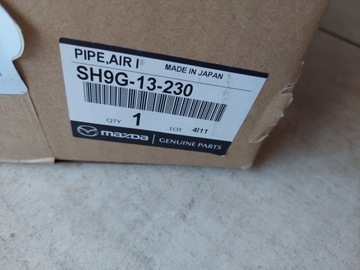 PIPE,AIR I MADE IN JAPAN
SH9G-13-230
QTY 1 LOT 4I11
mazda GENUINE PARTS